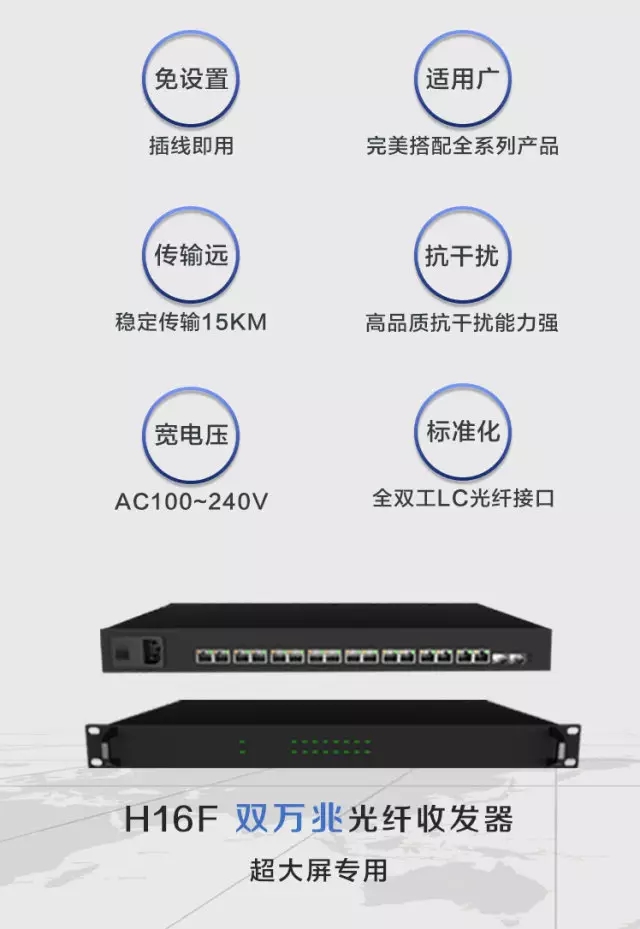 免设置
插线即用
适用广
完美搭配全系列产品
传输远
稳定传输15KM
抗干扰
高品质抗干扰能力强
宽电压
AC100~240V
标准化
全双工LC光纤接口
H16F 双万兆光纤收发器
超大屏专用